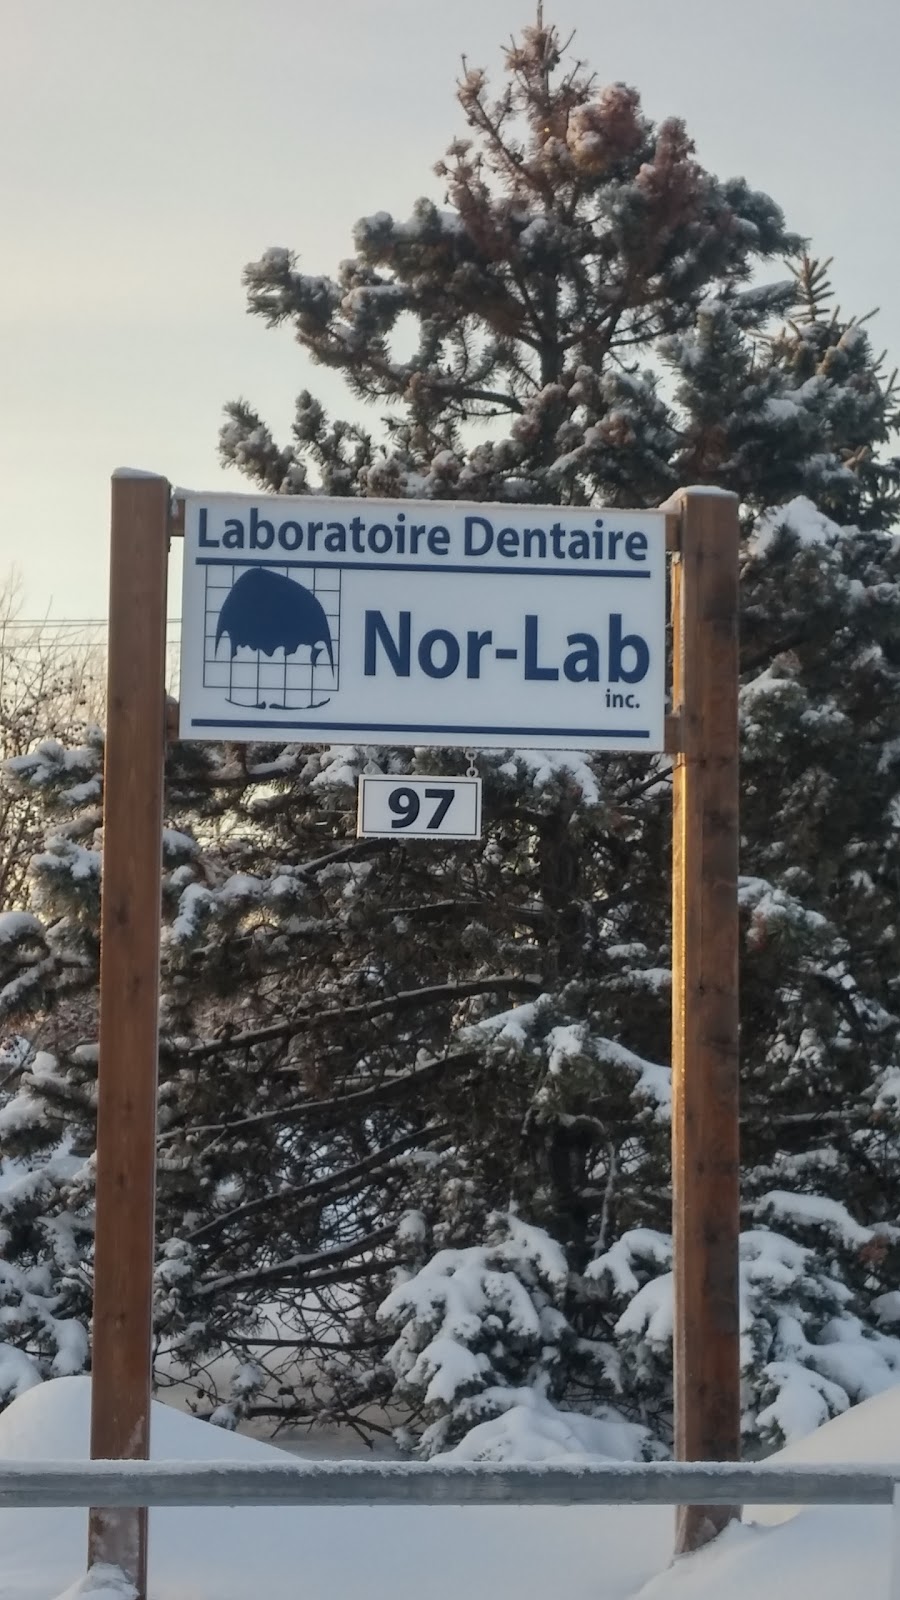 Laboratoire Dentaire
Nor-Lab
inc.
97